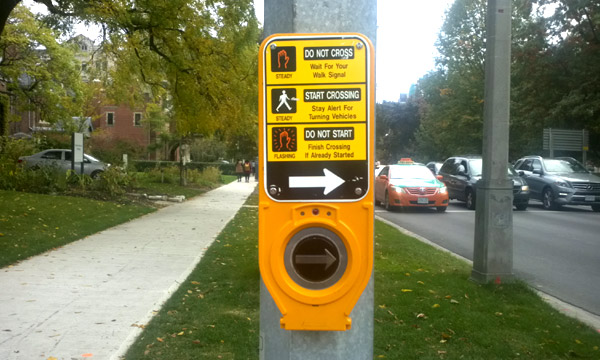 DO NOT CROSS
Wait For Your
Walk Signal
STEADY
START CROSSING
Stay Alert For
Turning Vehicles
STEADY
DO NOT START
Finish Crossing
If Already Started
FLASHING